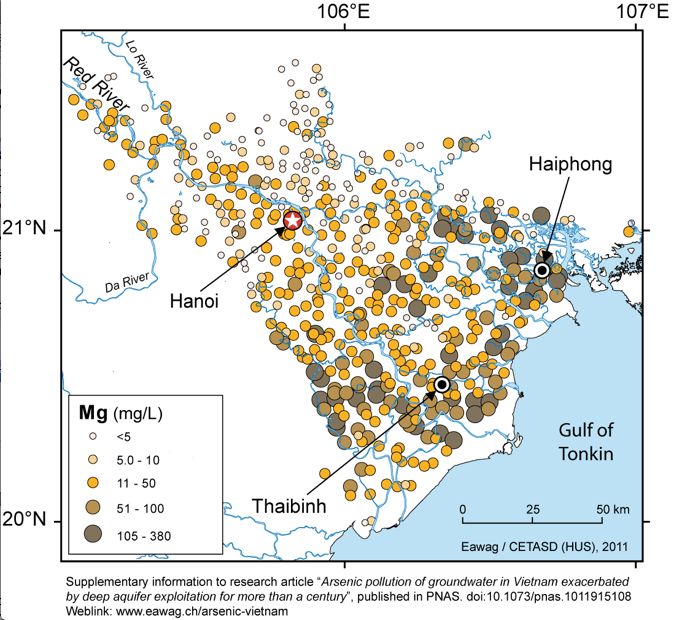 106°E 107°E
Lo River
Red River
Haiphong
21°N
Da River
Hanoi
Mg (mg/L)
<5
5.0 - 10
11 - 50
51 - 100
105 - 380
Gulf of
Tonkin
Thaibinh
0 25 50 km
20°N
Eawag / CETASD (HUS), 2011
Supplementary information to research article “Arsenic pollution of groundwater in Vietnam exacerbated
by deep aquifer exploitation for more than a century”, published in PNAS. doi:10.1073/pnas.1011915108
Weblink: www.eawag.ch/arsenic-vietnam